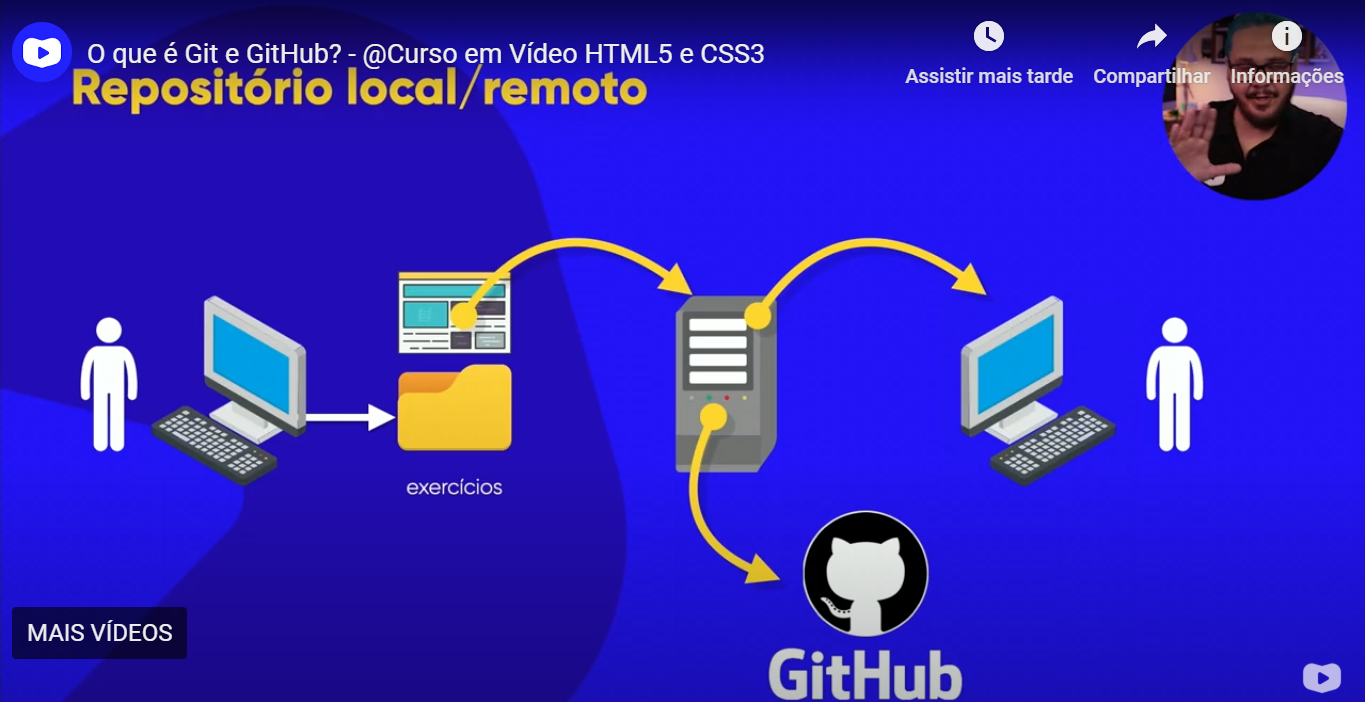 O que é Git e GitHub? - @Curso em Vídeo HTML5 e CSS3
Assistir mais tarde
Compartilhar
Informações
Repositório local/remoto
exercícios
MAIS VÍDEOS
GitHub